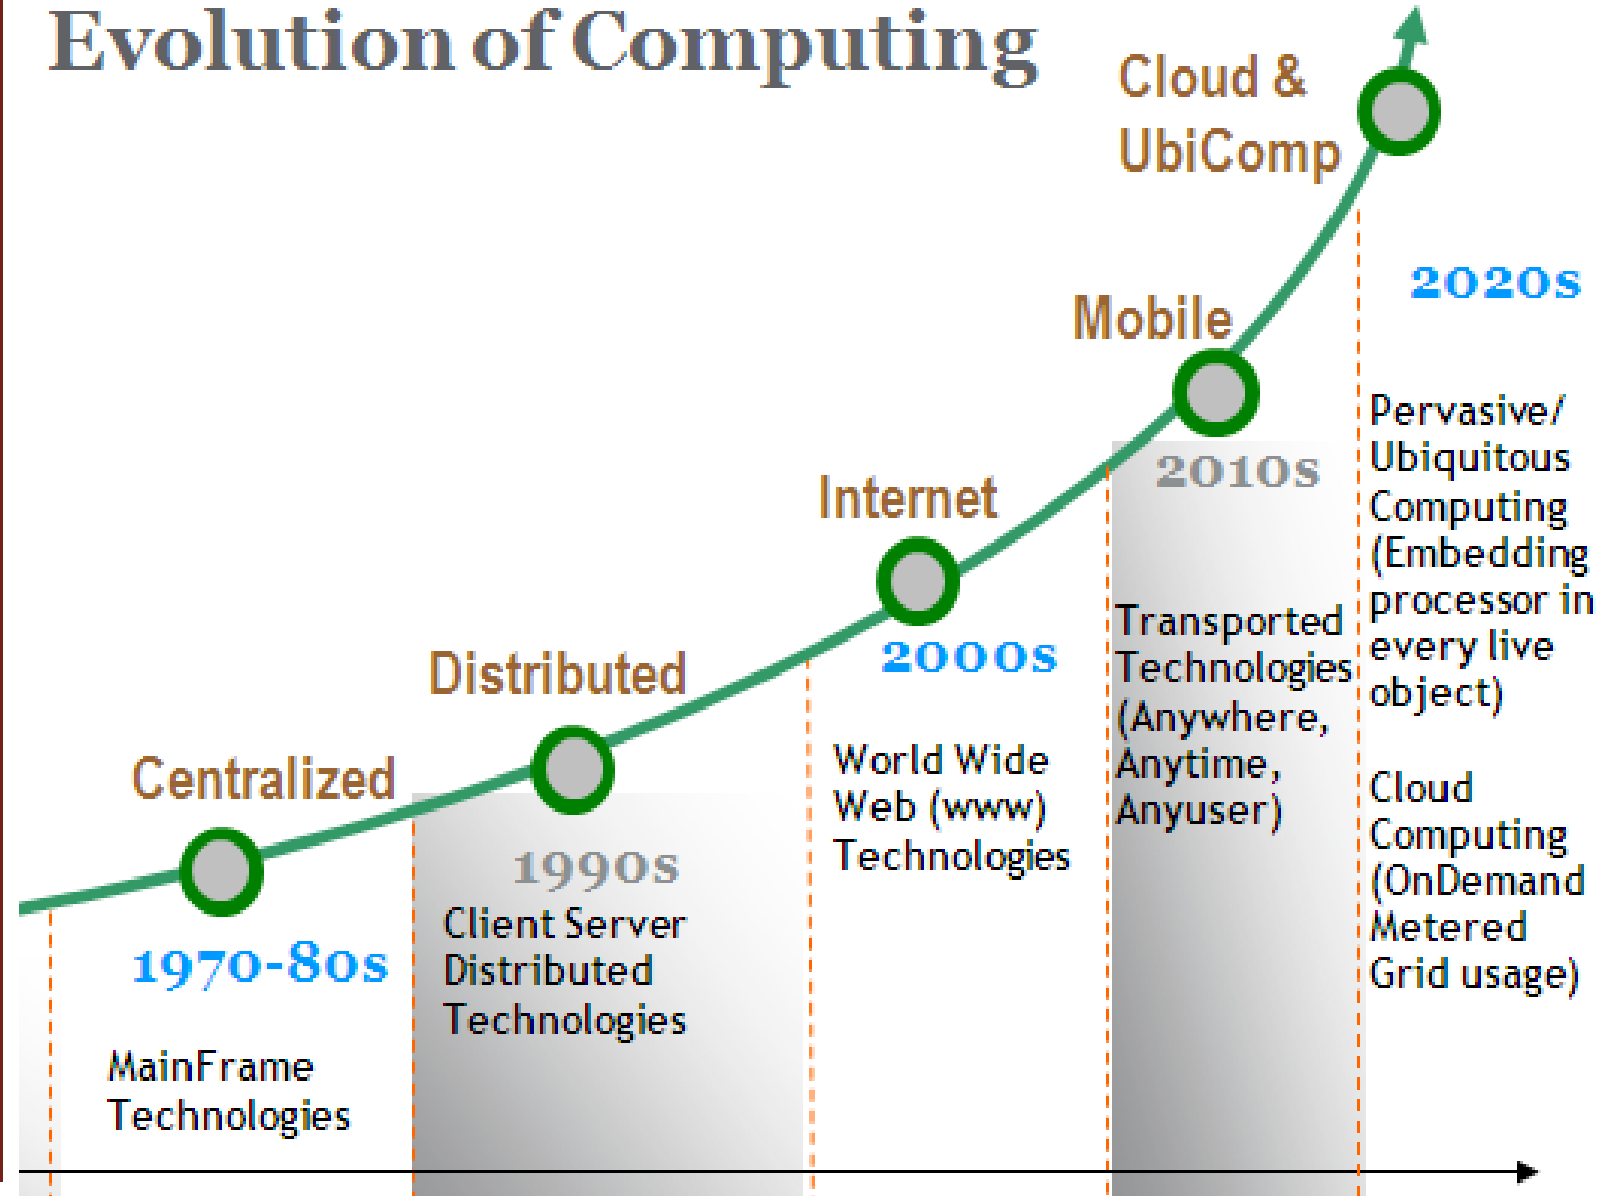 Evolution of Computing
Cloud &
UbiComp
2020s
Mobile
Pervasive/
Ubiquitous
Computing
(Embedding
processor in
every live
object)
Cloud
Computing
(OnDemand
Metered
Grid usage)
2010s
Transported
Technologies
(Anywhere,
Anytime,
Anyuser)
Internet
2000s
World Wide
Web (www)
Technologies
Distributed
1990s
Client Server
Distributed
Technologies
Centralized
1970-80s
MainFrame
Technologies